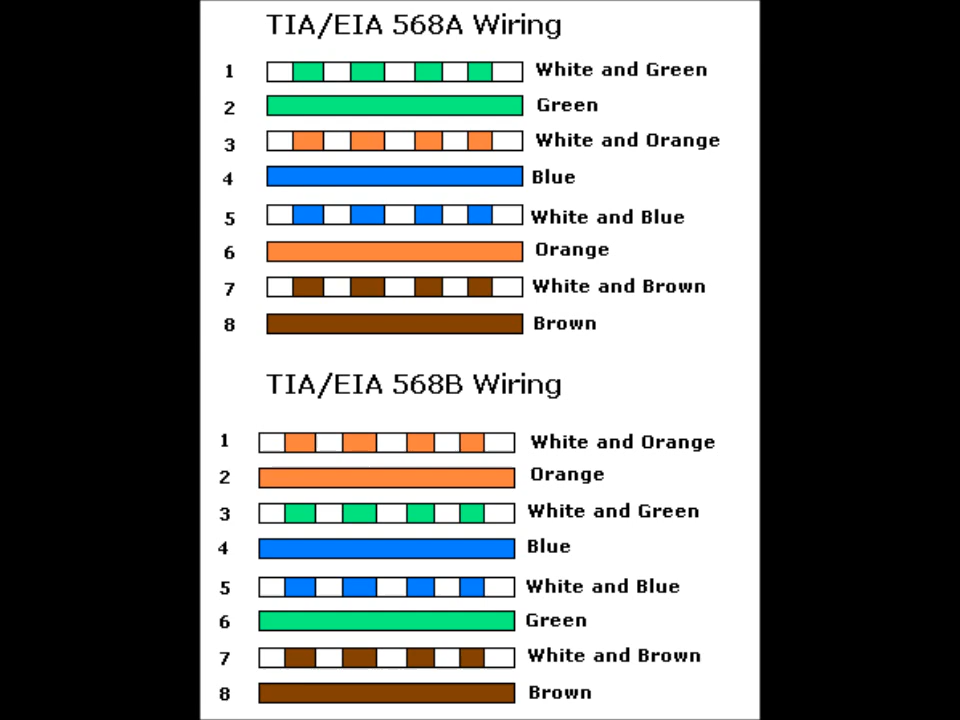 TIA/EIA 568A Wiring
1 White and Green
2 Green
3 White and Orange
4 Blue
5 White and Blue
6 Orange
7 White and Brown
8 Brown
TIA/EIA 568B Wiring
1 White and Orange
2 Orange
3 White and Green
4 Blue
5 White and Blue
6 Green
7 White and Brown
8 Brown